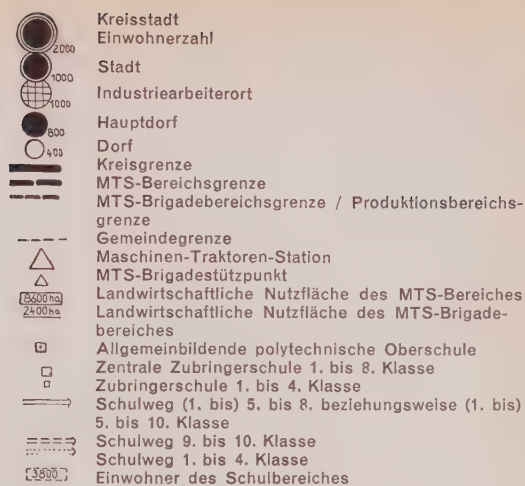 Kreisstadt
Einwohnerzahl
2000
Stadt
1000
Industriearbeiterort
1000
Hauptdorf
800
Dorf
400
Kreisgrenze
MTS-Bereichsgrenze
MTS-Brigadebereichsgrenze / Produktionsbereichs-
grenze
Gemeindegrenze
Maschinen-Traktoren-Station
MTS-Brigadestützpunkt
8600 ha Landwirtschaftliche Nutzfläche des MTS-Bereiches
2400 ha Landwirtschaftliche Nutzfläche des MTS-Brigade-
bereiches
Allgemeinbildende polytechnische Oberschule
Zentrale Zubringerschule 1. bis 8. Klasse
Zubringerschule 1. bis 4. Klasse
Schulweg (1. bis) 5. bis 8. beziehungsweise (1. bis)
5. bis 10. Klasse
Schulweg 9. bis 10. Klasse
Schulweg 1. bis 4. Klasse
3800 Einwohner des Schulbereiches